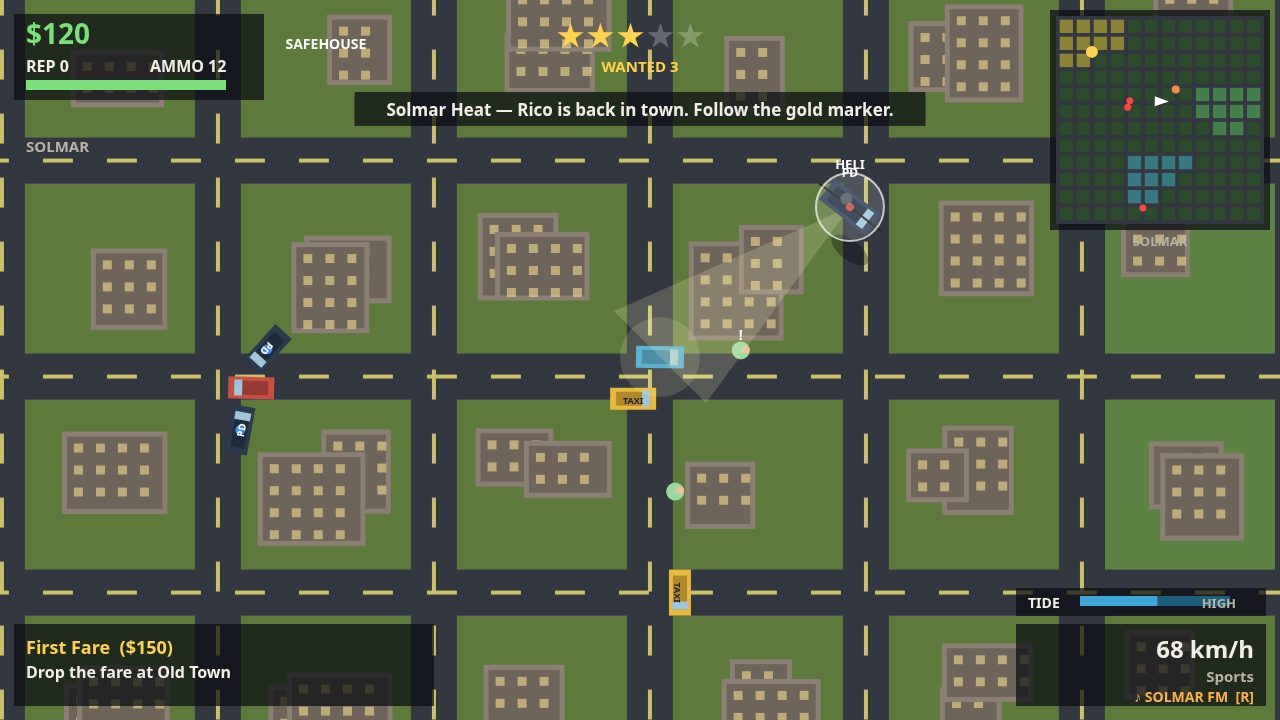 $120
REP 0 AMMO 12
SAFEHOUSE
WANTED 3
Solmar Heat — Rico is back in town. Follow the gold marker.
SOLMAR
HELI
PD
SOLMAR
!
PD
TAXI
PD
TAXI
TIDE HIGH
First Fare ($150)
Drop the fare at Old Town
68 km/h
Sports
♪ SOLMAR FM [R]